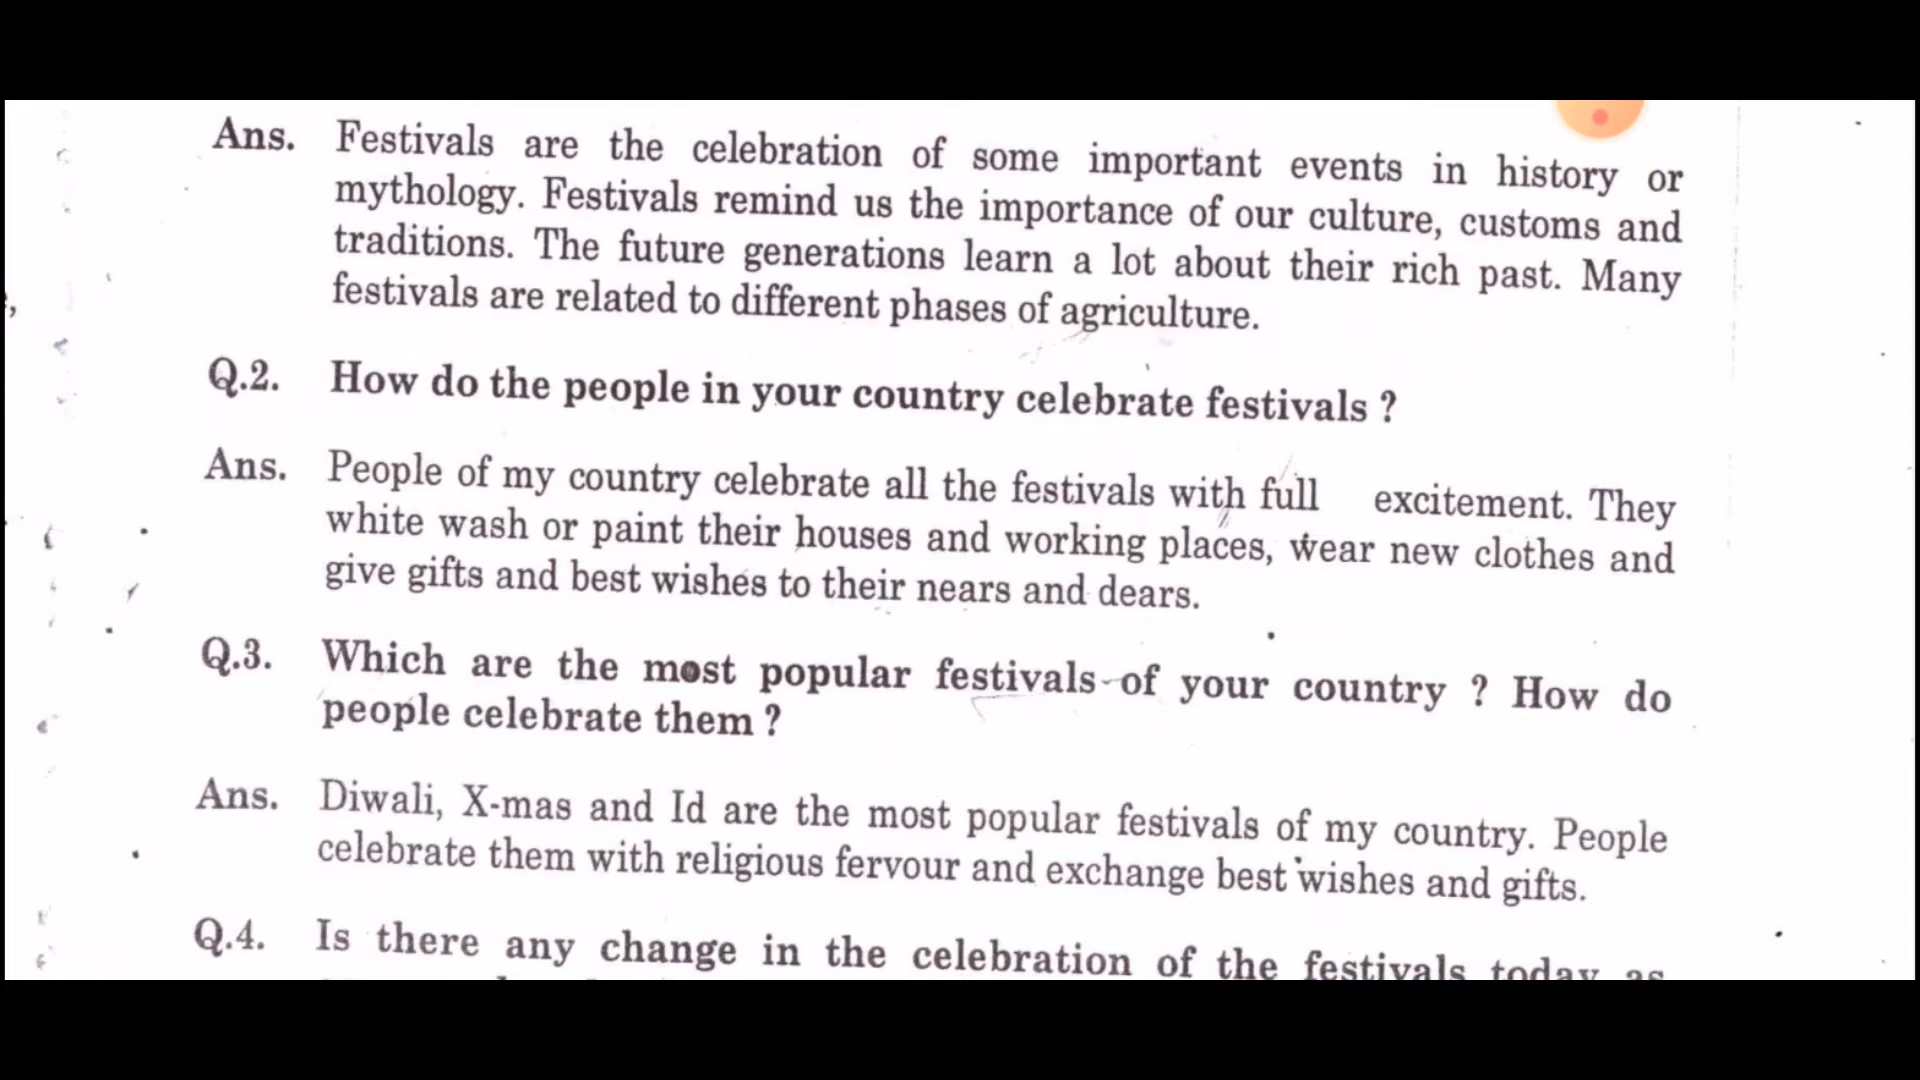 Ans. Festivals are the celebration of some important events in history or
mythology. Festivals remind us the importance of our culture, customs and
traditions. The future generations learn a lot about their rich past. Many
festivals are related to different phases of agriculture.
Q.2. How do the people in your country celebrate festivals ?
Ans. People of my country celebrate all the festivals with full excitement. They
white wash or paint their houses and working places, wear new clothes and
give gifts and best wishes to their nears and dears.
Q.3. Which are the most popular festivals of your country ? How do
people celebrate them ?
Ans. Diwali, X-mas and Id are the most popular festivals of my country. People
celebrate them with religious fervour and exchange best wishes and gifts.
Q.4. Is there any change in the celebration of the festivals today as